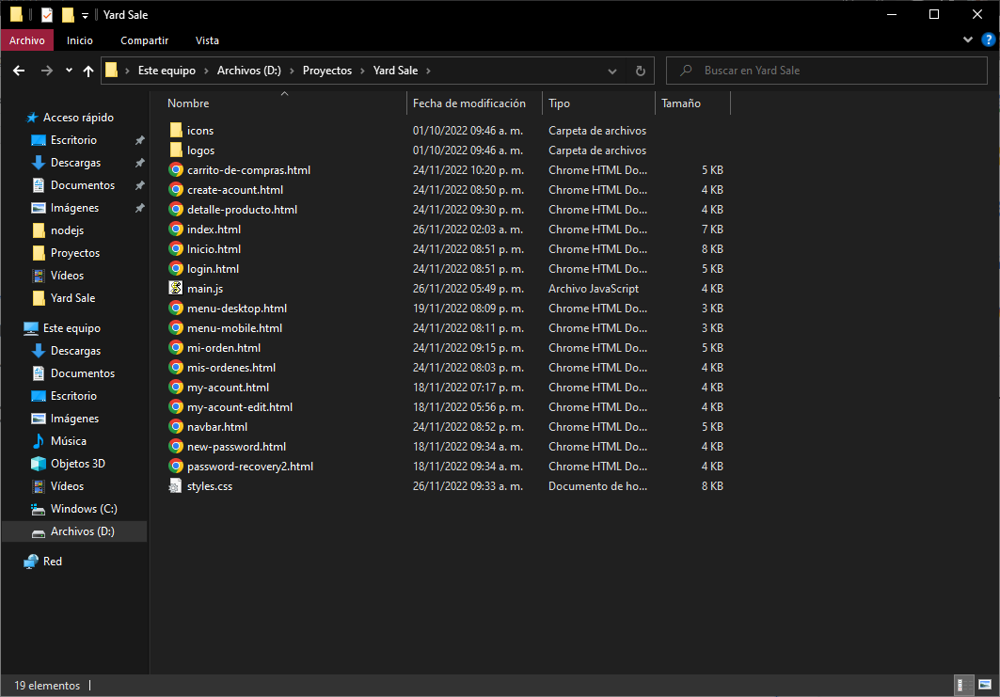 Yard Sale
Archivo Inicio Compartir Vista
Este equipo Archivos (D:) Proyectos Yard Sale
Buscar en Yard Sale
Acceso rápido
Escritorio
Descargas
Documentos
Imágenes
nodejs
Proyectos
Vídeos
Yard Sale
Este equipo
Descargas
Documentos
Escritorio
Imágenes
Música
Objetos 3D
Vídeos
Windows (C:)
Archivos (D:)
Red
Nombre Fecha de modificación Tipo Tamaño
icons 01/10/2022 09:46 a. m. Carpeta de archivos
logos 01/10/2022 09:46 a. m. Carpeta de archivos
carrito-de-compras.html 24/11/2022 10:20 p. m. Chrome HTML Do... 5 KB
create-acount.html 24/11/2022 08:50 p. m. Chrome HTML Do... 4 KB
detalle-producto.html 24/11/2022 09:30 p. m. Chrome HTML Do... 4 KB
index.html 26/11/2022 02:03 a. m. Chrome HTML Do... 7 KB
Inicio.html 24/11/2022 08:51 p. m. Chrome HTML Do... 8 KB
login.html 24/11/2022 08:51 p. m. Chrome HTML Do... 5 KB
main.js 26/11/2022 05:49 p. m. Archivo JavaScript 4 KB
menu-desktop.html 19/11/2022 08:09 p. m. Chrome HTML Do... 3 KB
menu-mobile.html 24/11/2022 08:11 p. m. Chrome HTML Do... 3 KB
mi-orden.html 24/11/2022 09:15 p. m. Chrome HTML Do... 5 KB
mis-ordenes.html 24/11/2022 08:03 p. m. Chrome HTML Do... 4 KB
my-acount.html 18/11/2022 07:17 p. m. Chrome HTML Do... 4 KB
my-acount-edit.html 18/11/2022 05:56 p. m. Chrome HTML Do... 4 KB
navbar.html 24/11/2022 08:52 p. m. Chrome HTML Do... 5 KB
new-password.html 18/11/2022 09:34 a. m. Chrome HTML Do... 4 KB
password-recovery2.html 18/11/2022 09:34 a. m. Chrome HTML Do... 4 KB
styles.css 26/11/2022 09:33 a. m. Documento de ho... 8 KB
19 elementos